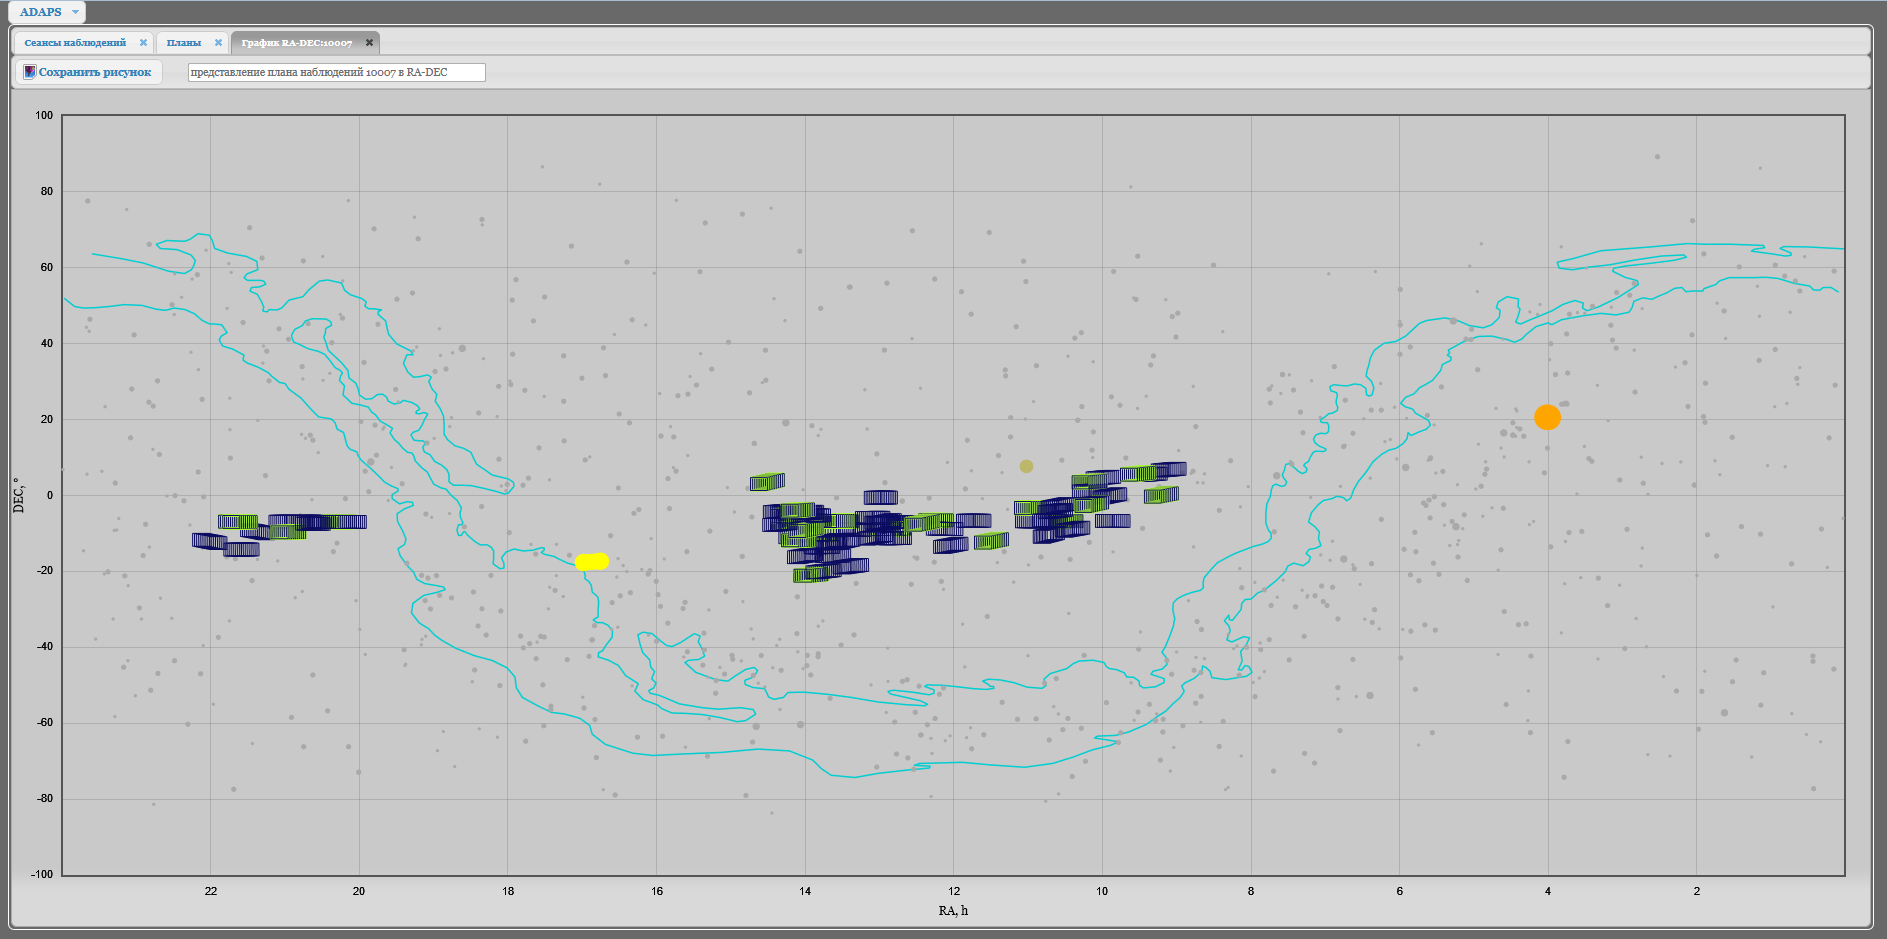 ADAPS
Сеансы наблюдений
Планы
График RA-DEC:10007
Сохранить рисунок
представление плана наблюдений 10007 в RA-DEC
100
80
60
40
20
0
-20
-40
-60
-80
-100
DEC, °
22 20 18 16 14 12 10 8 6 4 2
RA, h